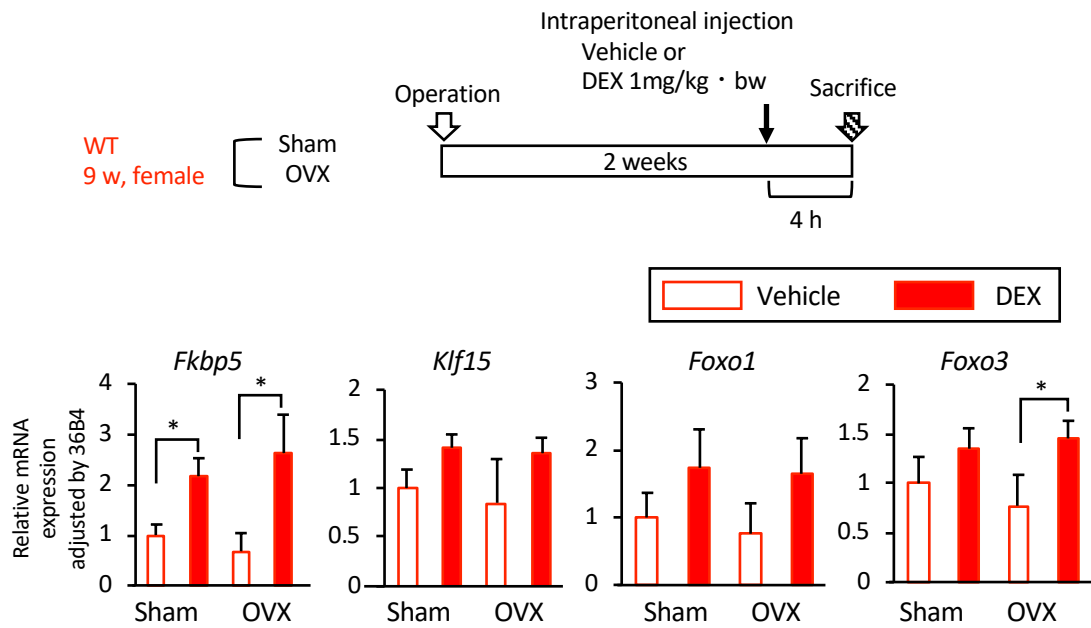 Intraperitoneal injection
Vehicle or
DEX 1mg/kg・bw
Operation
Sacrifice
WT
9 w, female
Sham
OVX
2 weeks
4 h
Vehicle
DEX
Relative mRNA
expression
adjusted by 36B4
Fkbp5
4
3
2
1
0
*
*
Sham
OVX
Klf15
2
1.5
1
0.5
0
Sham
OVX
Foxo1
3
2
1
0
Sham
OVX
Foxo3
2
1.5
1
0.5
0
*
Sham
OVX